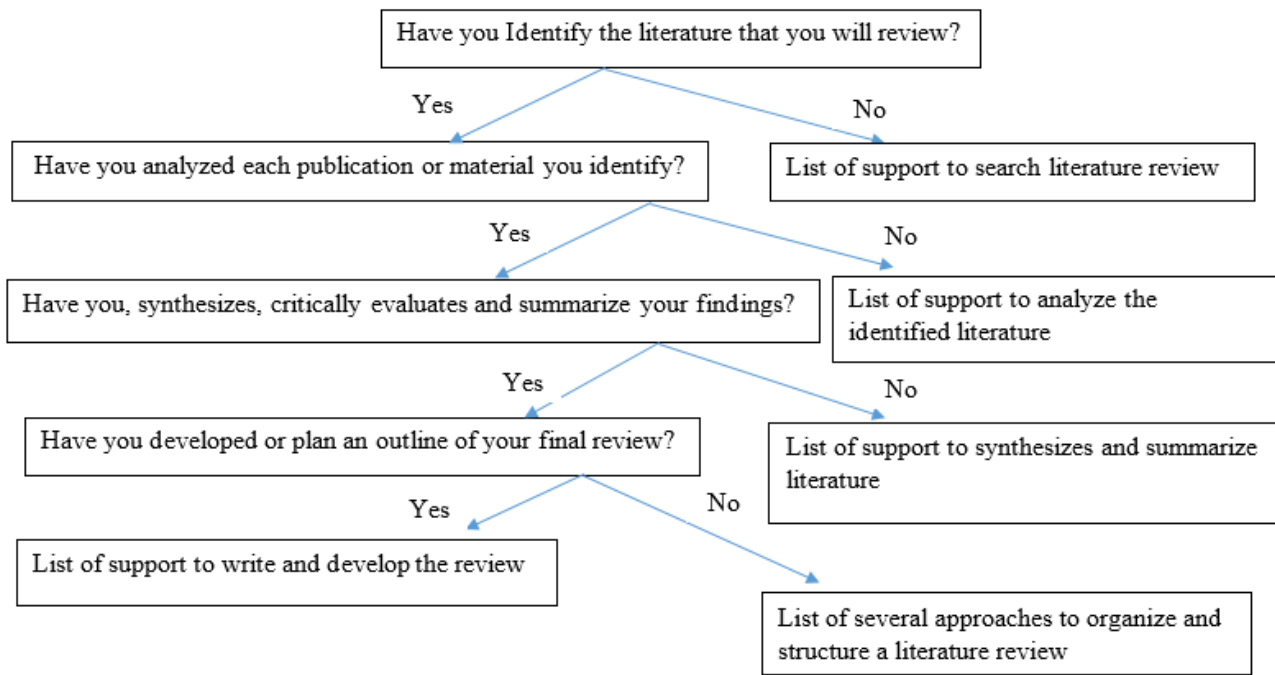 Have you Identify the literature that you will review?
Yes
No
Have you analyzed each publication or material you identify?
List of support to search literature review
Yes
No
Have you, synthesizes, critically evaluates and summarize your findings?
List of support to analyze the
identified literature
Yes
No
Have you developed or plan an outline of your final review?
List of support to synthesizes and summarize
literature
Yes
No
List of support to write and develop the review
List of several approaches to organize and
structure a literature review